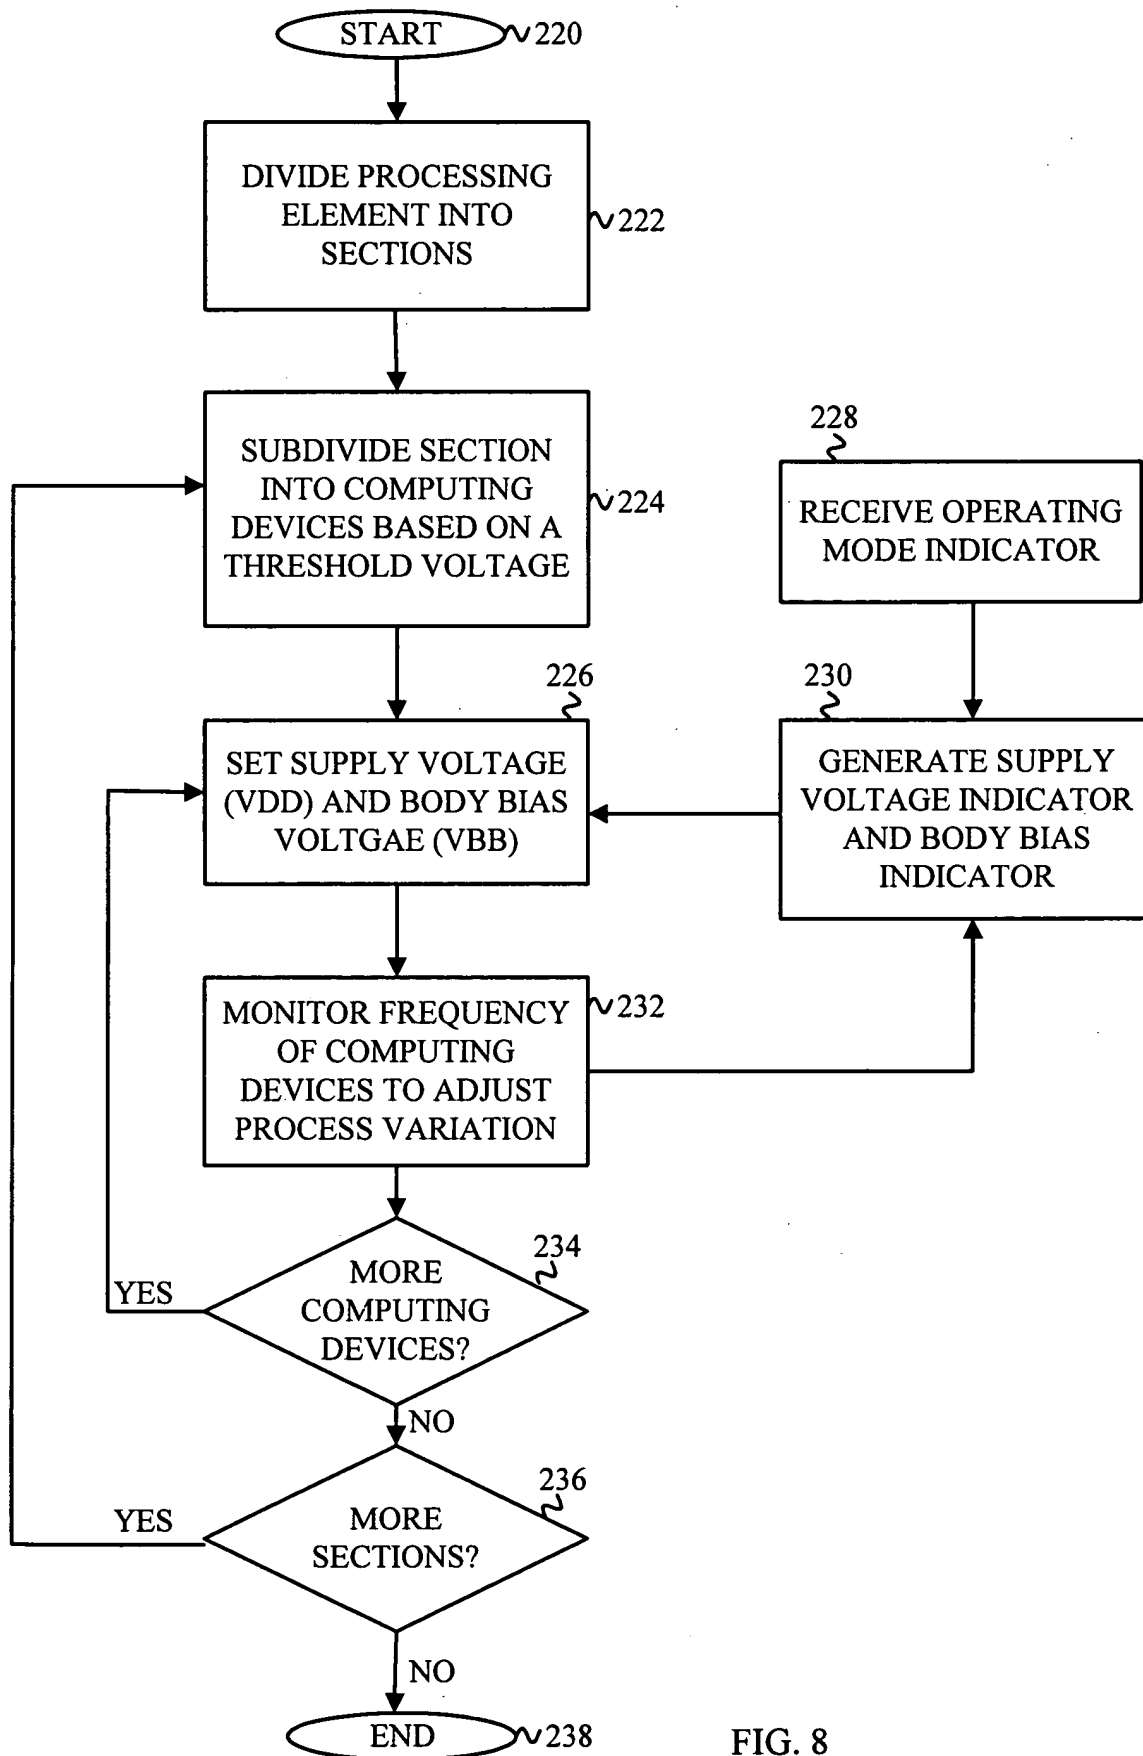 START
220
DIVIDE PROCESSING
ELEMENT INTO
SECTIONS
222
SUBDIVIDE SECTION
INTO COMPUTING
DEVICES BASED ON A
THRESHOLD VOLTAGE
224
228
RECEIVE OPERATING
MODE INDICATOR
226
SET SUPPLY VOLTAGE
(VDD) AND BODY BIAS
VOLTGAE (VBB)
230
GENERATE SUPPLY
VOLTAGE INDICATOR
AND BODY BIAS
INDICATOR
MONITOR FREQUENCY
OF COMPUTING
DEVICES TO ADJUST
PROCESS VARIATION
232
234
MORE
COMPUTING
DEVICES?
YES
NO
236
MORE
SECTIONS?
YES
NO
END
238
FIG. 8